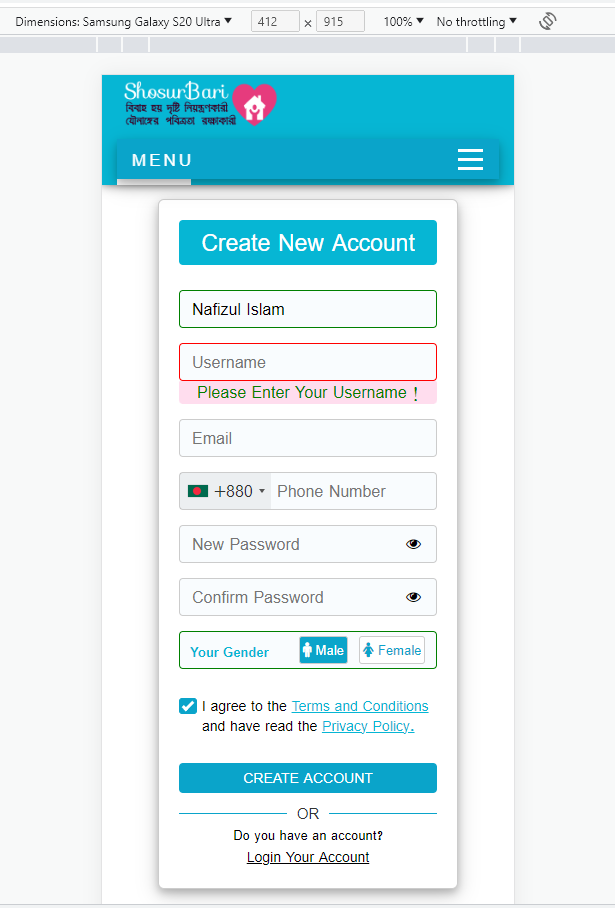 Dimensions: Samsung Galaxy S20 Ultra ▼ 412 x 915 100% ▼ No throttling ▼
ShosurBari
বিবাহ হয় দৃষ্টি নিয়ন্ত্রণকারী
যৌনাঙ্গের পবিত্রতা রক্ষাকারী
MENU
Create New Account
Nafizul Islam
Username
Please Enter Your Username !
Email
+880 Phone Number
New Password
Confirm Password
Your Gender Male Female
I agree to the Terms and Conditions
and have read the Privacy Policy.
CREATE ACCOUNT
OR
Do you have an account?
Login Your Account